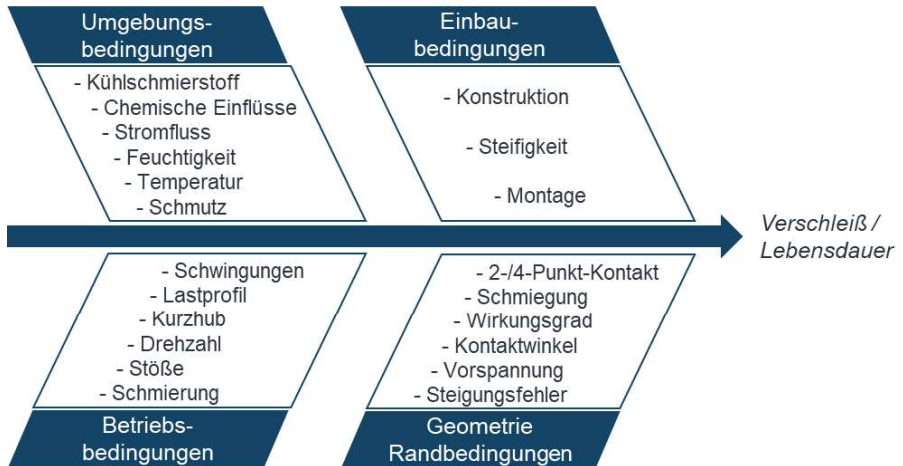 Umgebungs-
bedingungen
- Kühlschmierstoff
- Chemische Einflüsse
- Stromfluss
- Feuchtigkeit
- Temperatur
- Schmutz
Einbau-
bedingungen
- Konstruktion
- Steifigkeit
- Montage
Verschleiß /
Lebensdauer
- Schwingungen
- Lastprofil
- Kurzhub
- Drehzahl
- Stöße
- Schmierung
Betriebs-
bedingungen
- 2-/4-Punkt-Kontakt
- Schmiegung
- Wirkungsgrad
- Kontaktwinkel
- Vorspannung
- Steigungsfehler
Geometrie
Randbedingungen